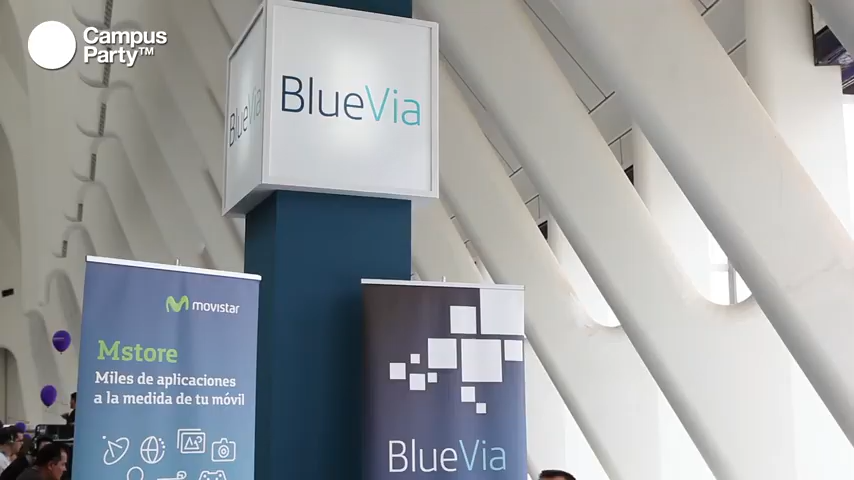 Campus
Party™
BlueVia
BlueVia
movistar
Mstore
Miles de aplicaciones
a la medida de tu móvil
BlueVia